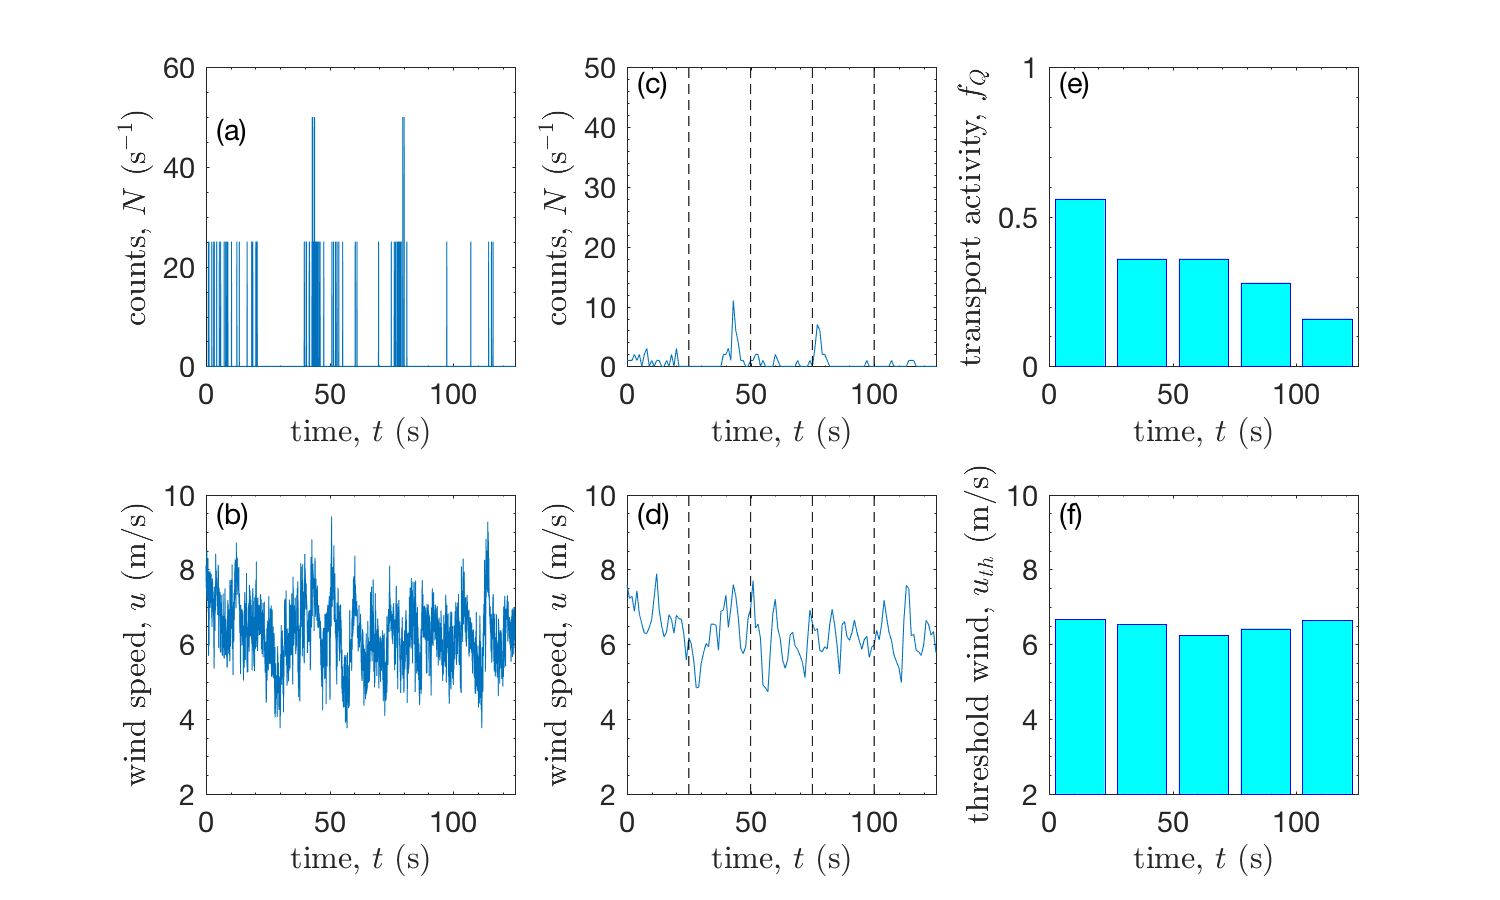 (a)
counts, N (s⁻¹)
60
40
20
0
0 50 100
time, t (s)
(c)
counts, N (s⁻¹)
50
40
30
20
10
0
0 50 100
time, t (s)
(e)
transport activity, f_Q
1
0.5
0
0 50 100
time, t (s)
(b)
wind speed, u (m/s)
10
8
6
4
2
0 50 100
time, t (s)
(d)
wind speed, u (m/s)
10
8
6
4
2
0 50 100
time, t (s)
(f)
threshold wind, u_th (m/s)
10
8
6
4
2
0 50 100
time, t (s)